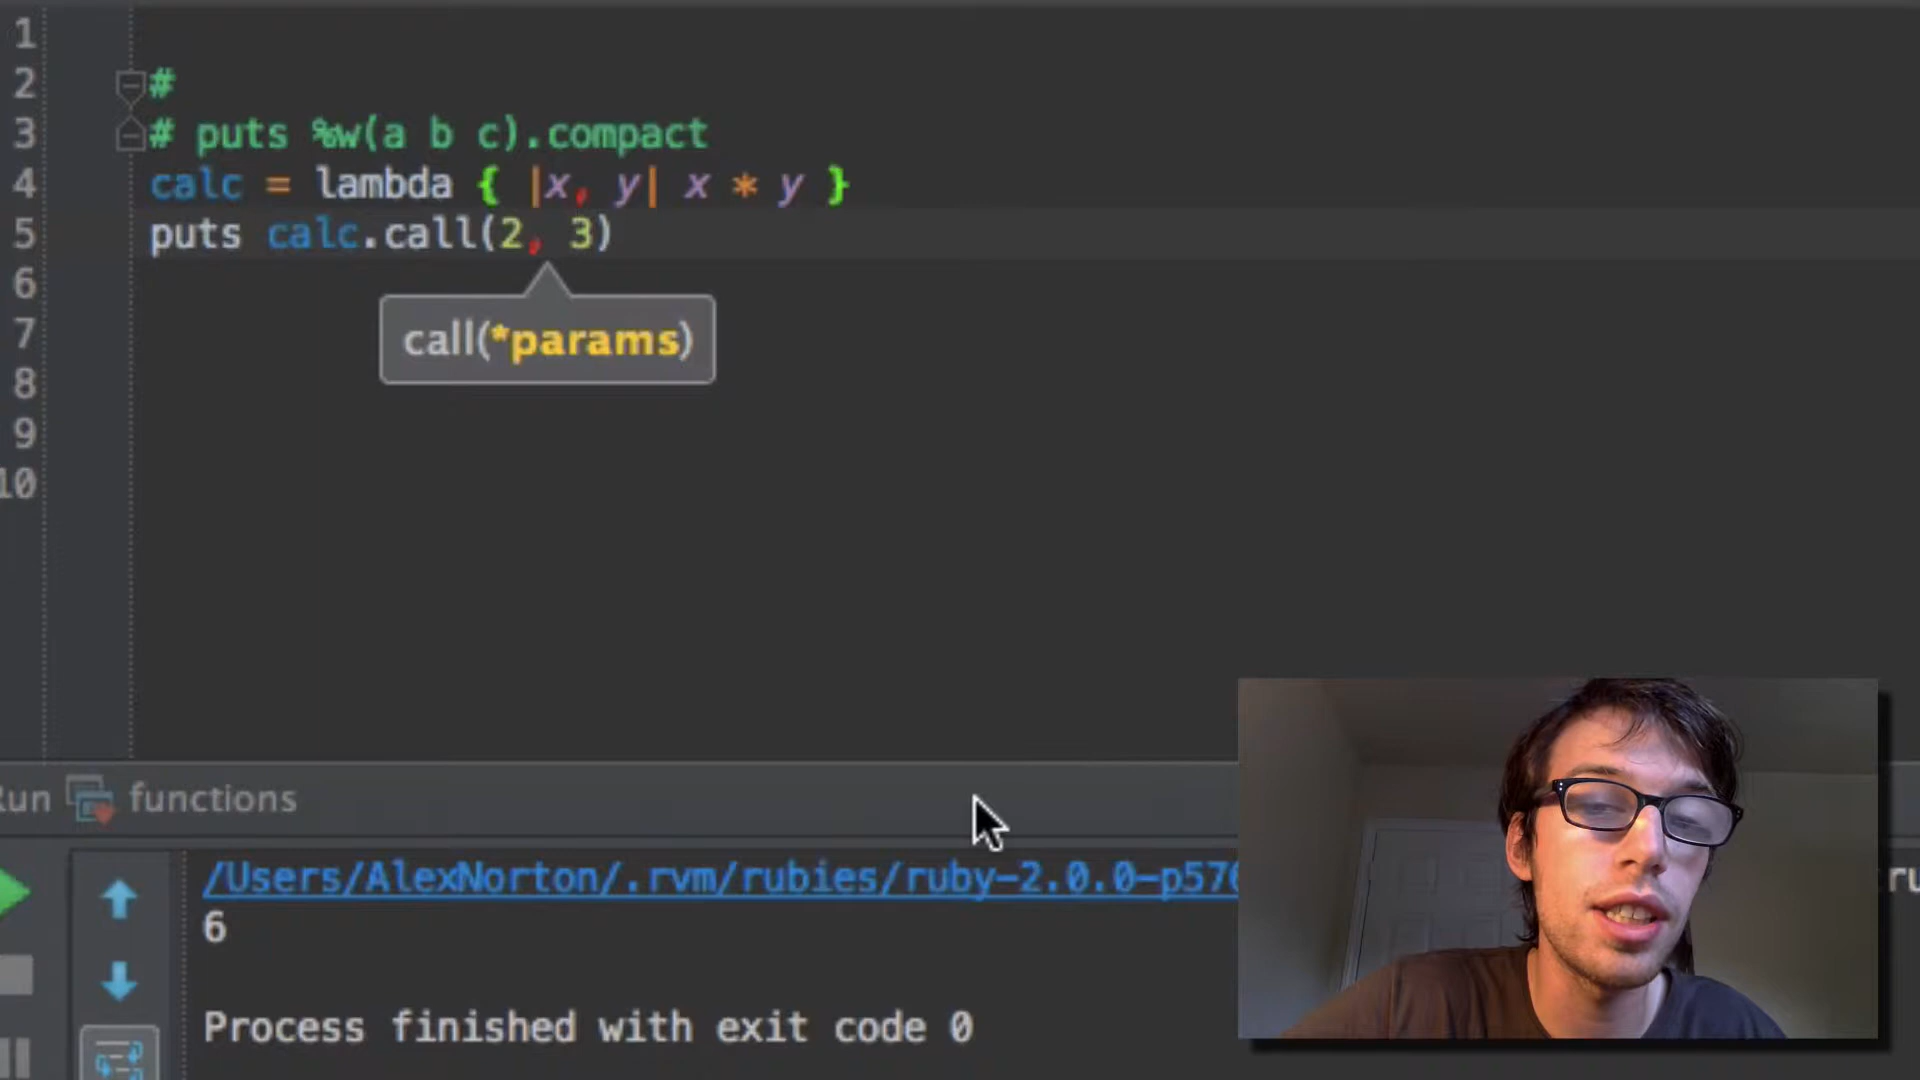 1
2 #
3 # puts %w(a b c).compact
4 calc = lambda { |x, y| x * y }
5 puts calc.call(2, 3)
6
call(*params)
7
8
9
10
Run functions
/Users/AlexNorton/.rvm/rubies/ruby-2.0.0-p576
6
Process finished with exit code 0